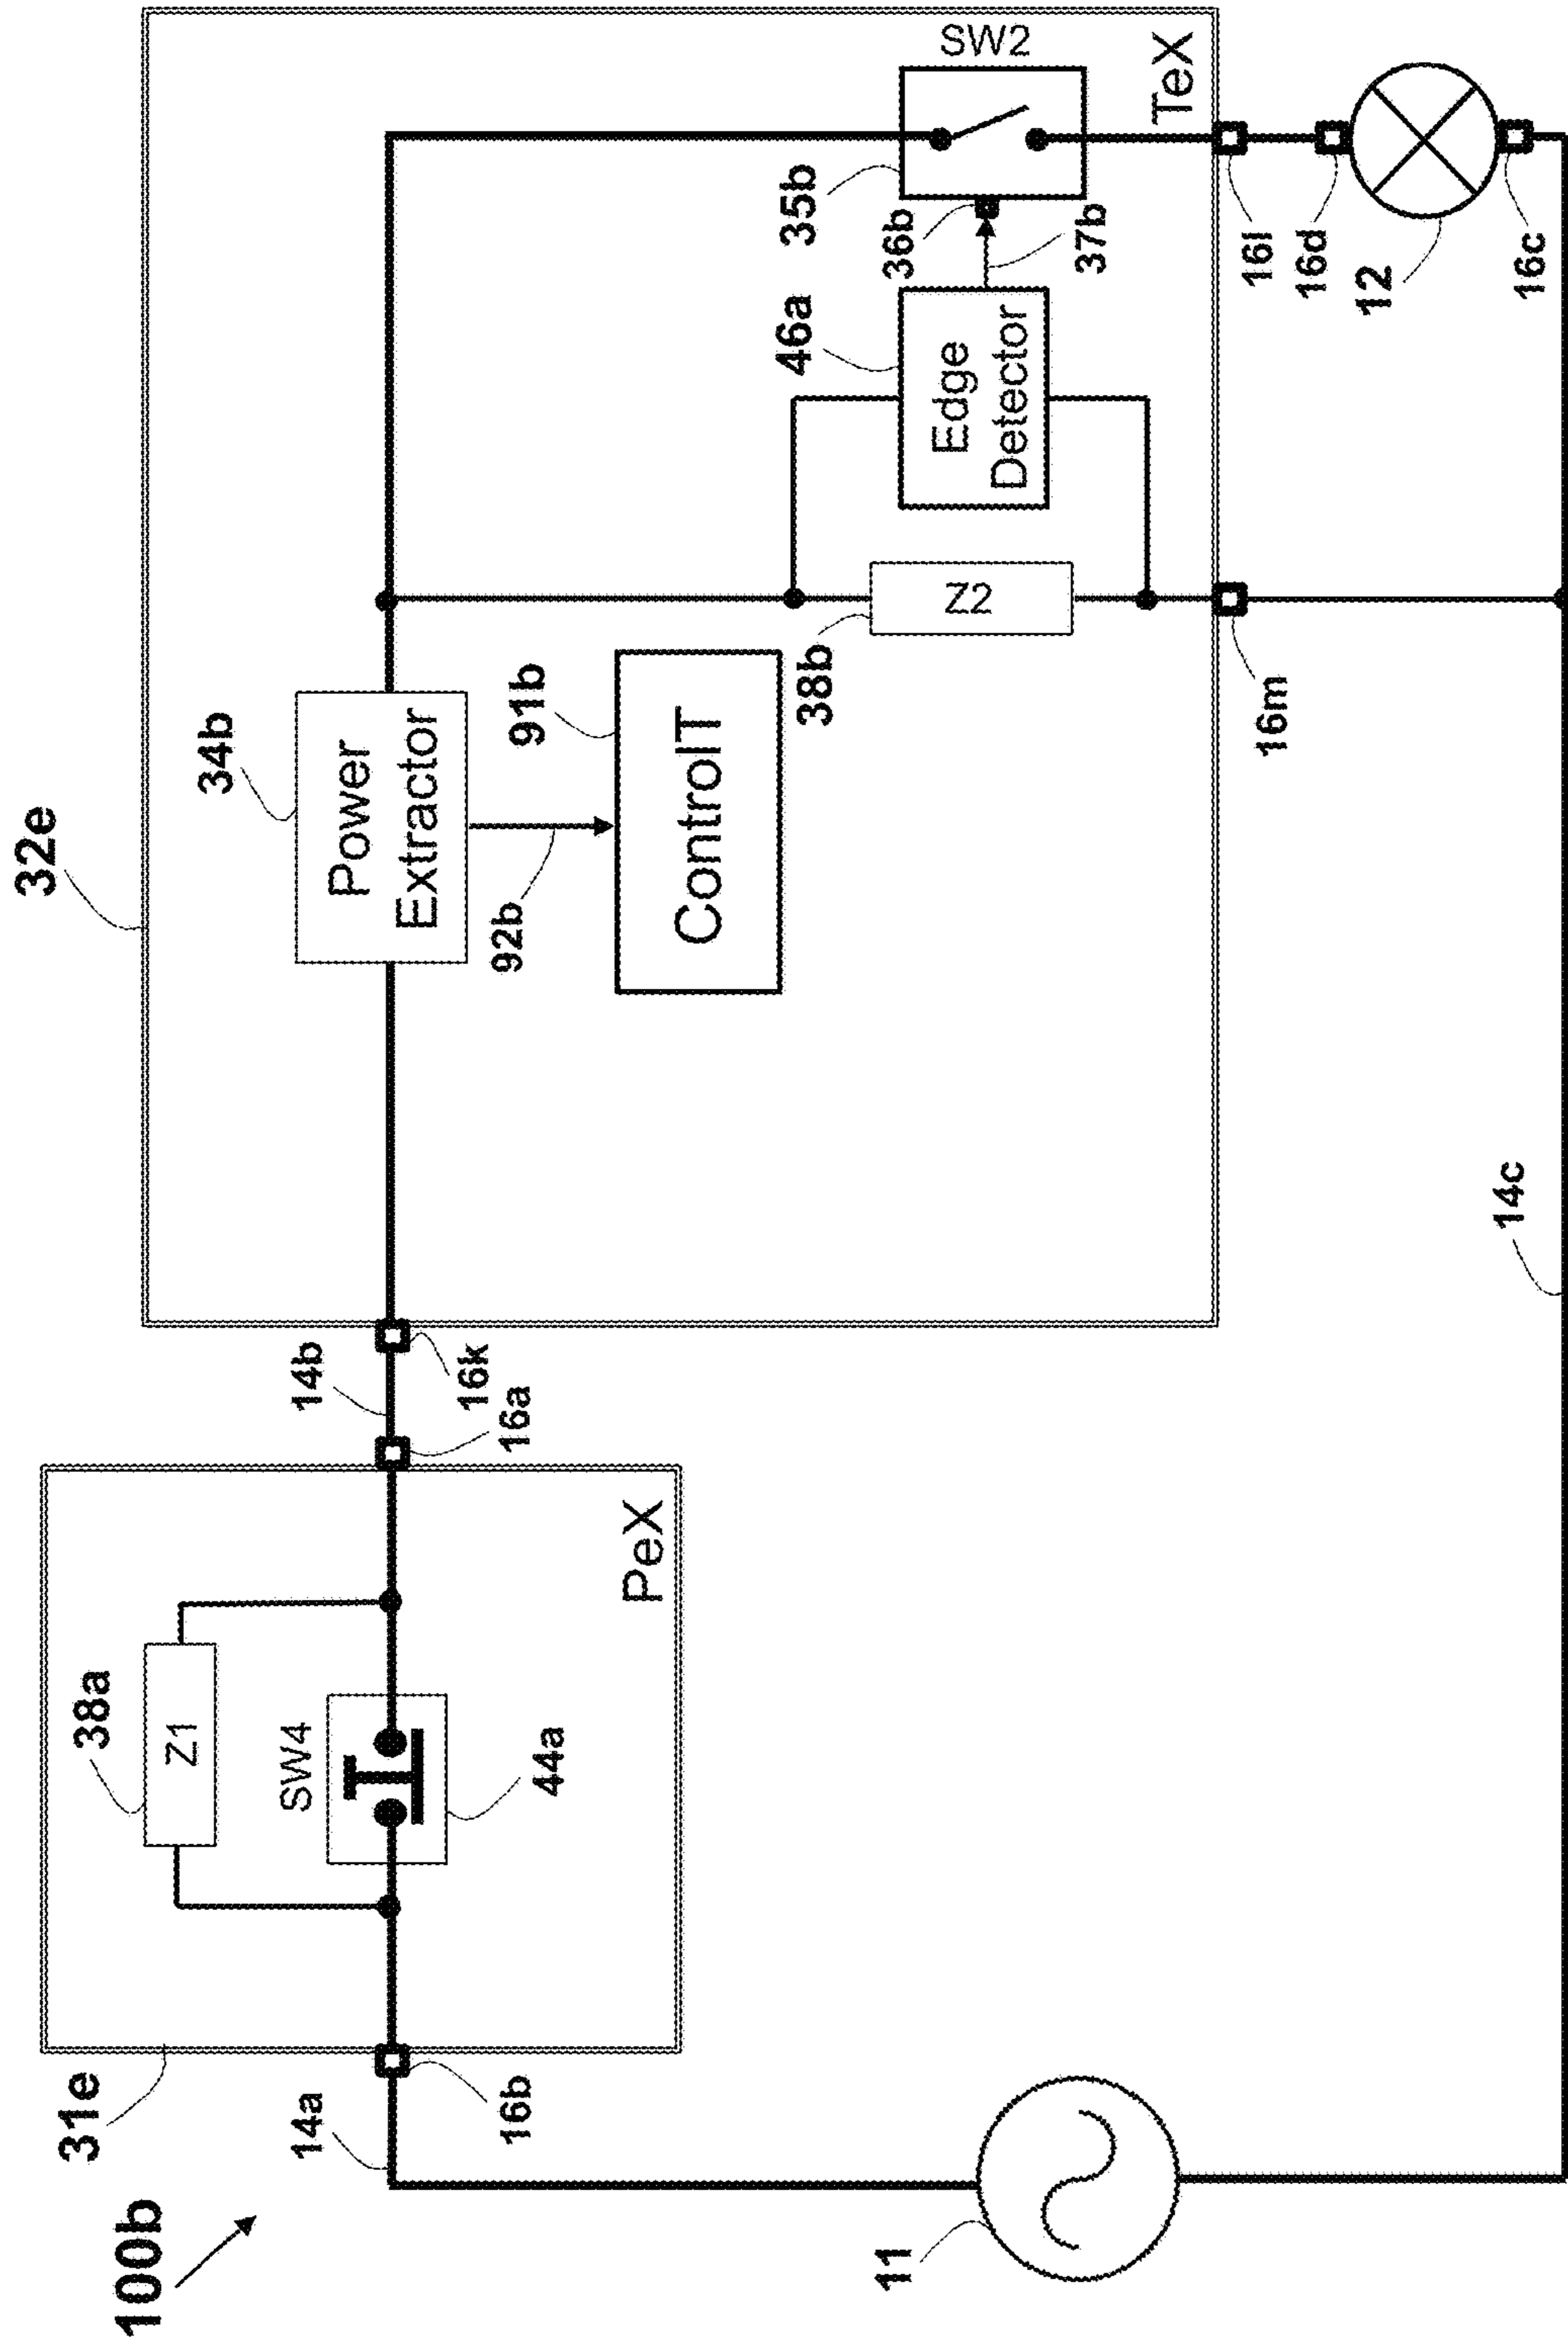 32e
31e
38a
100b
Z1
34b
SW4
14a
14b
Power
Extractor
16k
92b
16b
16a
91b
44a
PeX
ControlT
46a
35b
38b
11
36b
Z2
Edge
Detector
SW2
37b
TeX
16l
16m
16d
12
14c
16c